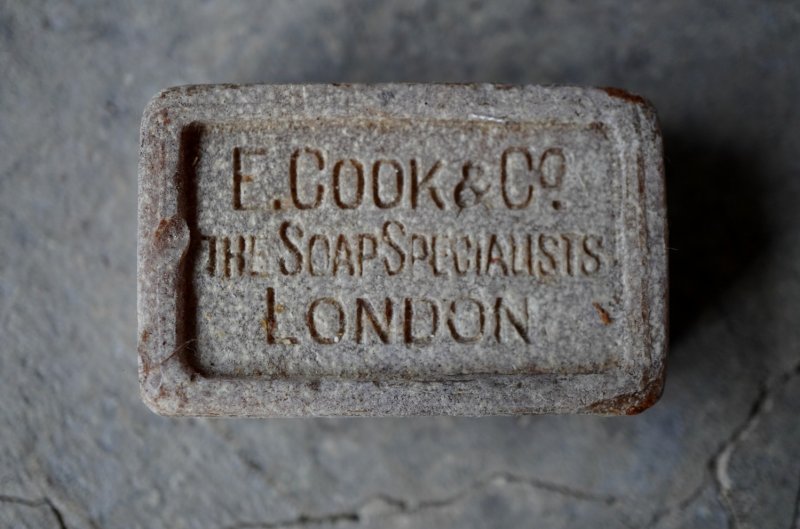 E. COOK & Cº
THE SOAP SPECIALISTS
LONDON